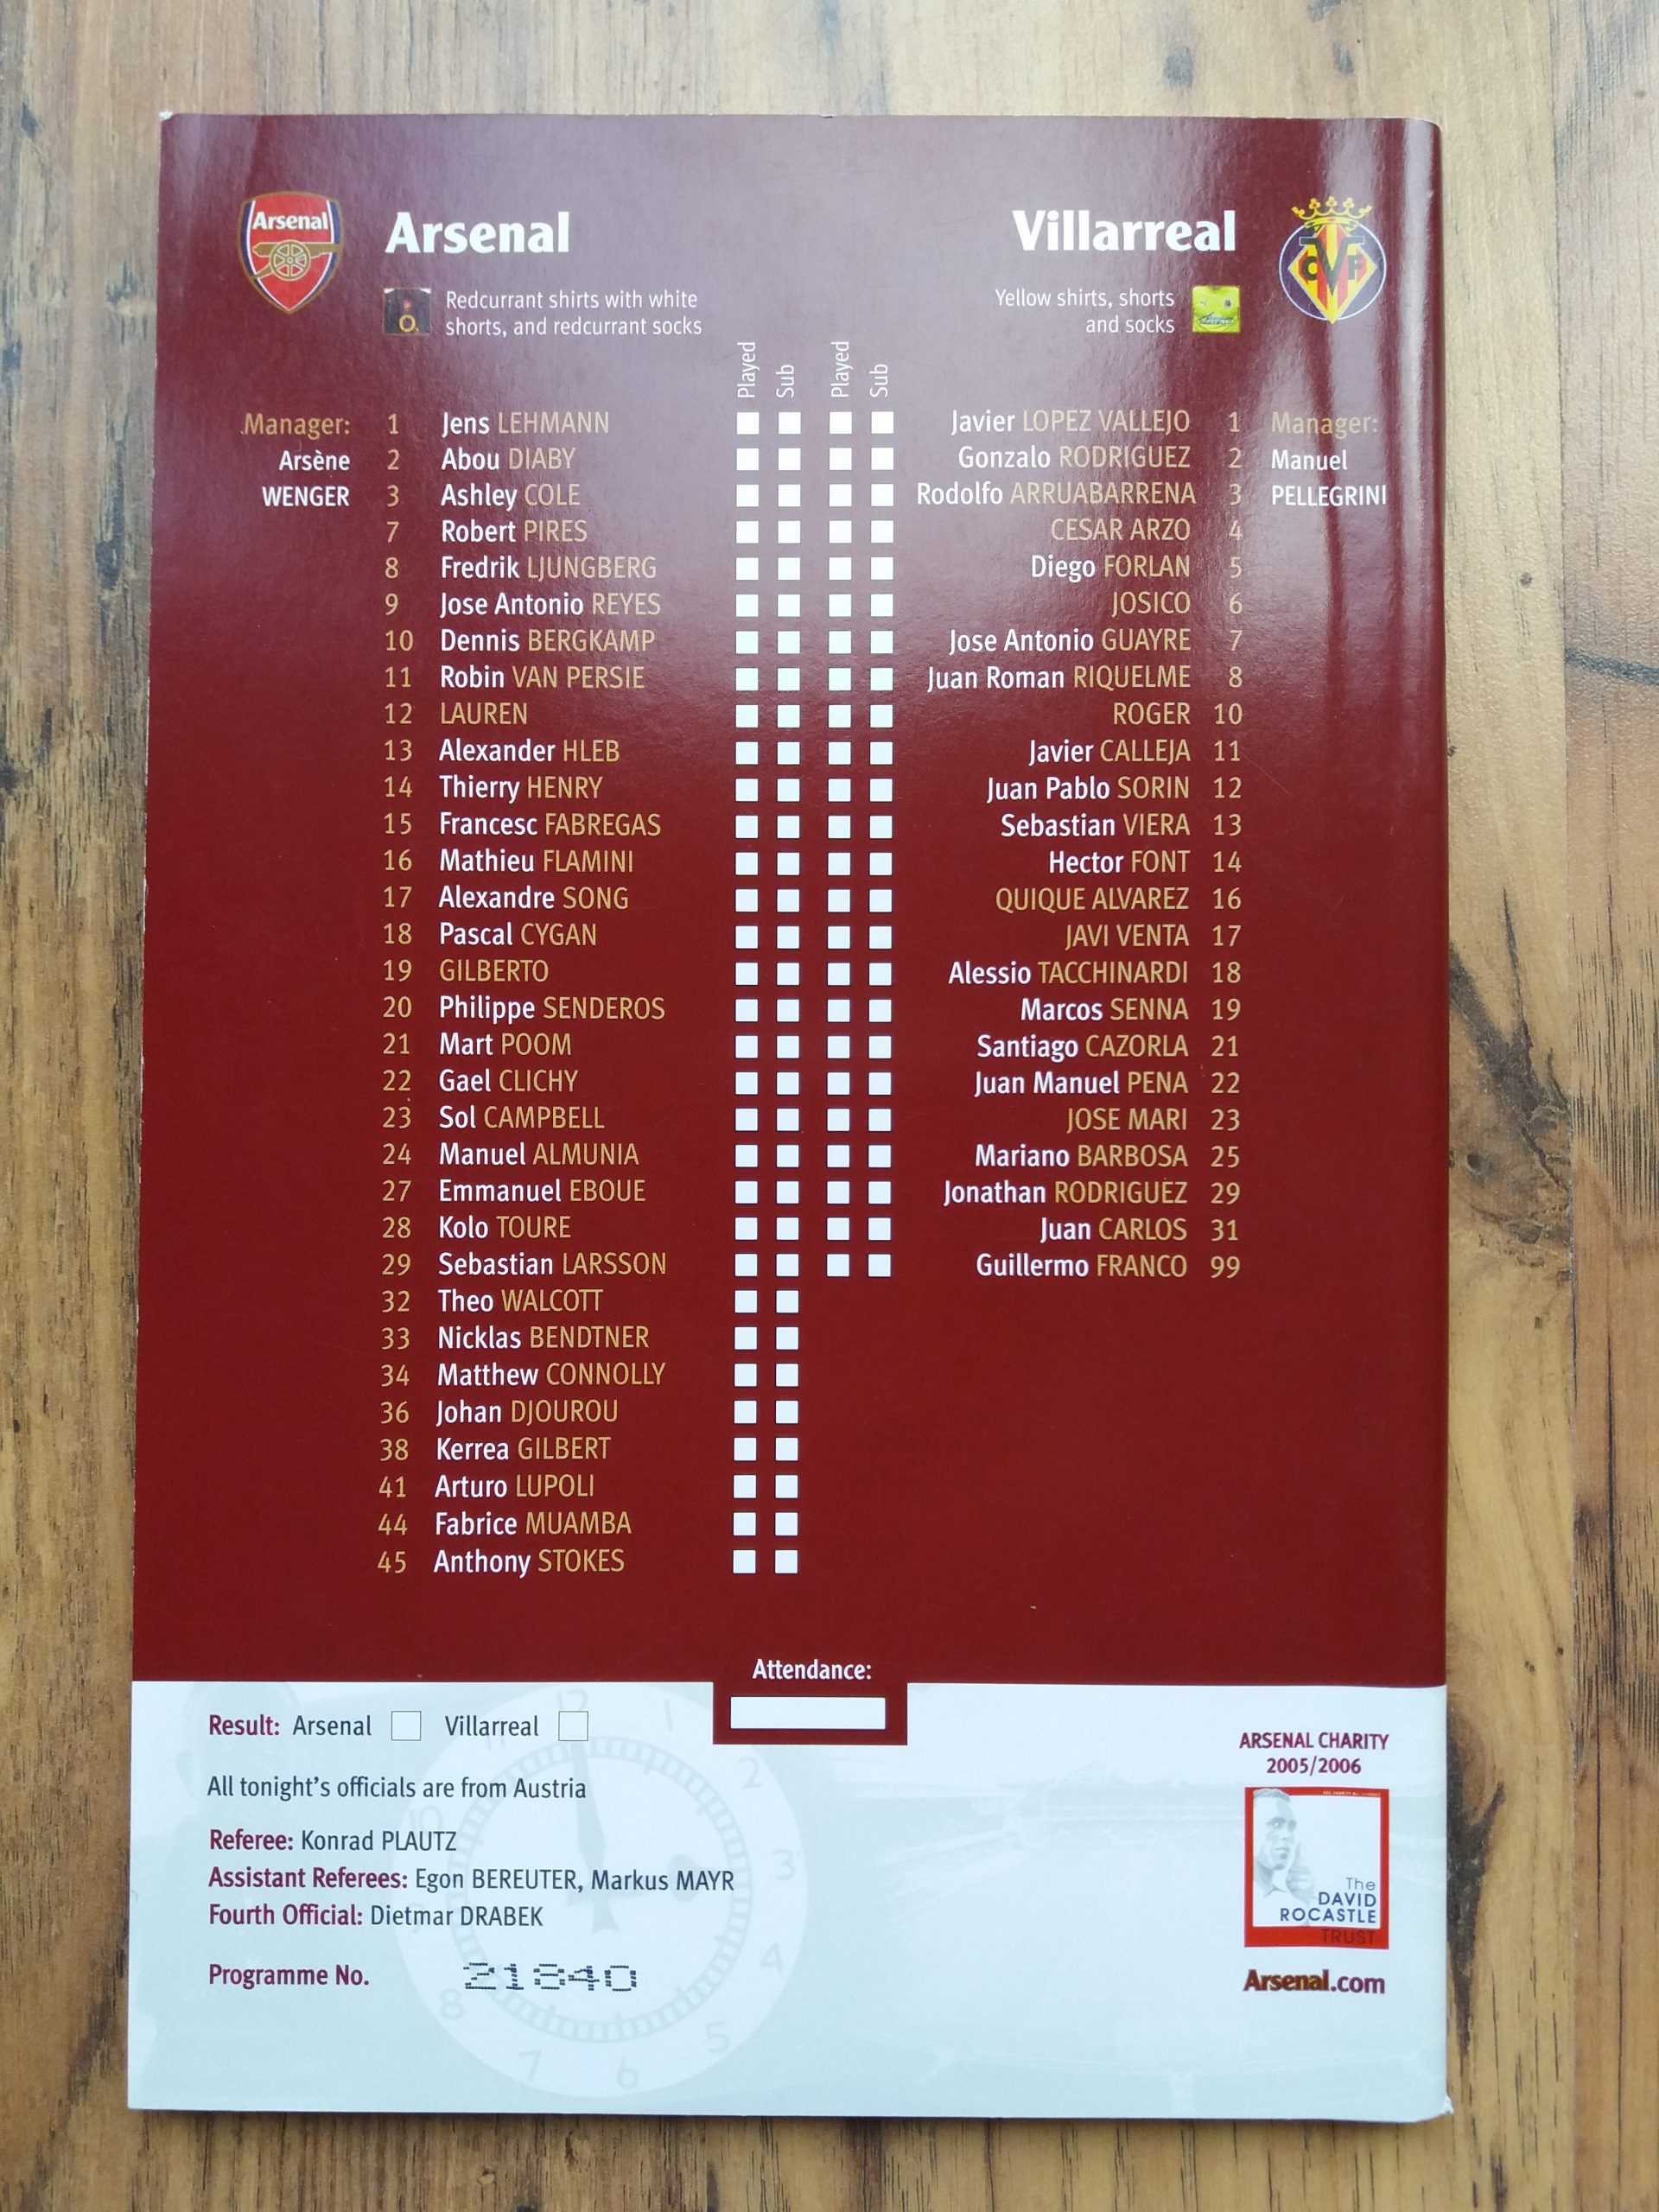 Arsenal
Arsenal
Redcurrant shirts with white
shorts, and redcurrant socks
Villarreal
Yellow shirts, shorts
and socks
CVF
Played
Sub
Played
Sub
Manager:
Arsène
WENGER
1 Jens LEHMANN
2 Abou DIABY
3 Ashley COLE
7 Robert PIRES
8 Fredrik LJUNGBERG
9 Jose Antonio REYES
10 Dennis BERGKAMP
11 Robin VAN PERSIE
12 LAUREN
13 Alexander HLEB
14 Thierry HENRY
15 Francesc FABREGAS
16 Mathieu FLAMINI
17 Alexandre SONG
18 Pascal CYGAN
19 GILBERTO
20 Philippe SENDEROS
21 Mart POOM
22 Gael CLICHY
23 Sol CAMPBELL
24 Manuel ALMUNIA
27 Emmanuel EBOUE
28 Kolo TOURE
29 Sebastian LARSSON
32 Theo WALCOTT
33 Nicklas BENDTNER
34 Matthew CONNOLLY
36 Johan DJOUROU
38 Kerrea GILBERT
41 Arturo LUPOLI
44 Fabrice MUAMBA
45 Anthony STOKES
Javier LOPEZ VALLEJO 1
Gonzalo RODRIGUEZ 2
Rodolfo ARRUABARRENA 3
CESAR ARZO 4
Diego FORLAN 5
JOSICO 6
Jose Antonio GUAYRE 7
Juan Roman RIQUELME 8
ROGER 10
Javier CALLEJA 11
Juan Pablo SORIN 12
Sebastian VIERA 13
Hector FONT 14
QUIQUE ALVAREZ 16
JAVI VENTA 17
Alessio TACCHINARDI 18
Marcos SENNA 19
Santiago CAZORLA 21
Juan Manuel PENA 22
JOSE MARI 23
Mariano BARBOSA 25
Jonathan RODRIGUEZ 29
Juan CARLOS 31
Guillermo FRANCO 99
Manager:
Manuel
PELLEGRINI
Attendance:
Result: Arsenal Villarreal
All tonight's officials are from Austria
Referee: Konrad PLAUTZ
Assistant Referees: Egon BEREUTER, Markus MAYR
Fourth Official: Dietmar DRABEK
Programme No. 21840
12
1
2
3
4
5
6
7
8
10
11
ARSENAL CHARITY
2005/2006
The
DAVID
ROCASTLE
TRUST
Arsenal.com